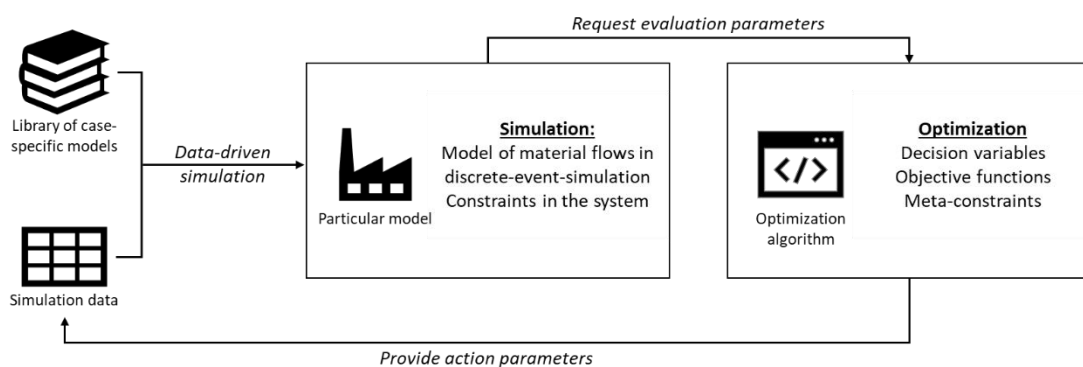 Request evaluation parameters
Library of case-
specific models
Data-driven
simulation
Particular model
Simulation:
Model of material flows in
discrete-event-simulation
Constraints in the system
</>
Optimization
algorithm
Optimization
Decision variables
Objective functions
Meta-constraints
Simulation data
Provide action parameters